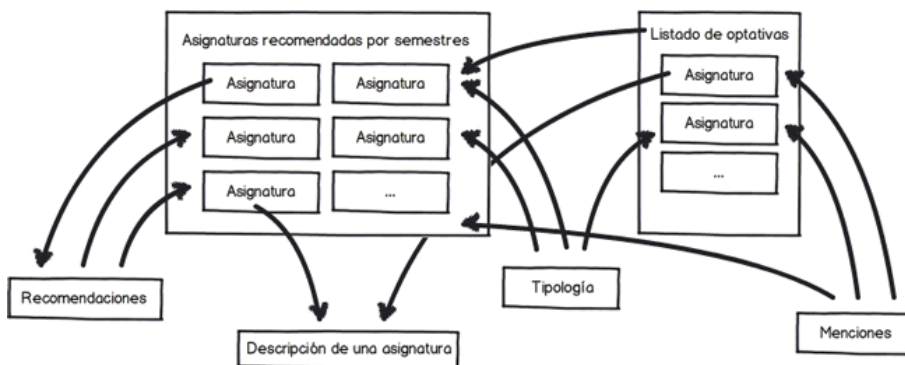 Asignaturas recomendadas por semestres
Asignatura
Asignatura
Asignatura
Asignatura
Asignatura
...
Listado de optativas
Asignatura
Asignatura
...
Recomendaciones
Tipología
Menciones
Descripción de una asignatura